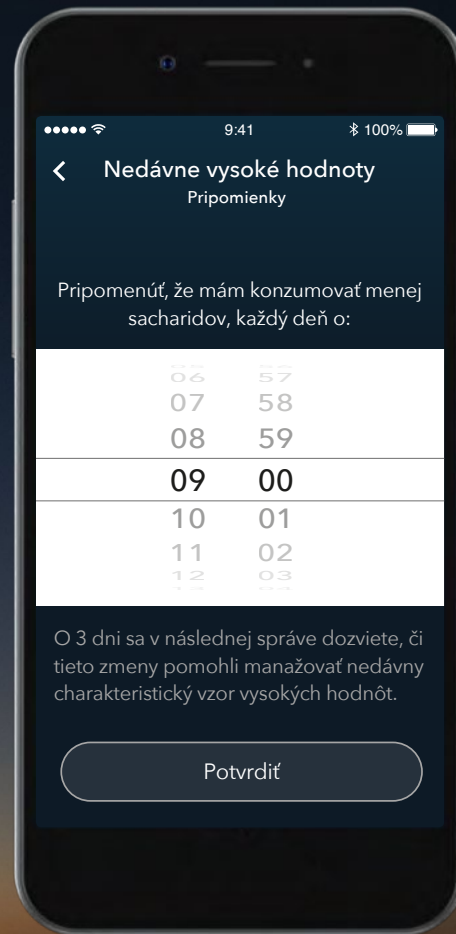 9:41 100%
Nedávne vysoké hodnoty
Pripomienky
Pripomenúť, že mám konzumovať menej
sacharidov, každý deň o:
06 57
07 58
08 59
09 00
10 01
11 02
12 03
O 3 dni sa v následnej správe dozviete, či
tieto zmeny pomohli manažovať nedávny
charakteristický vzor vysokých hodnôt.
Potvrdiť